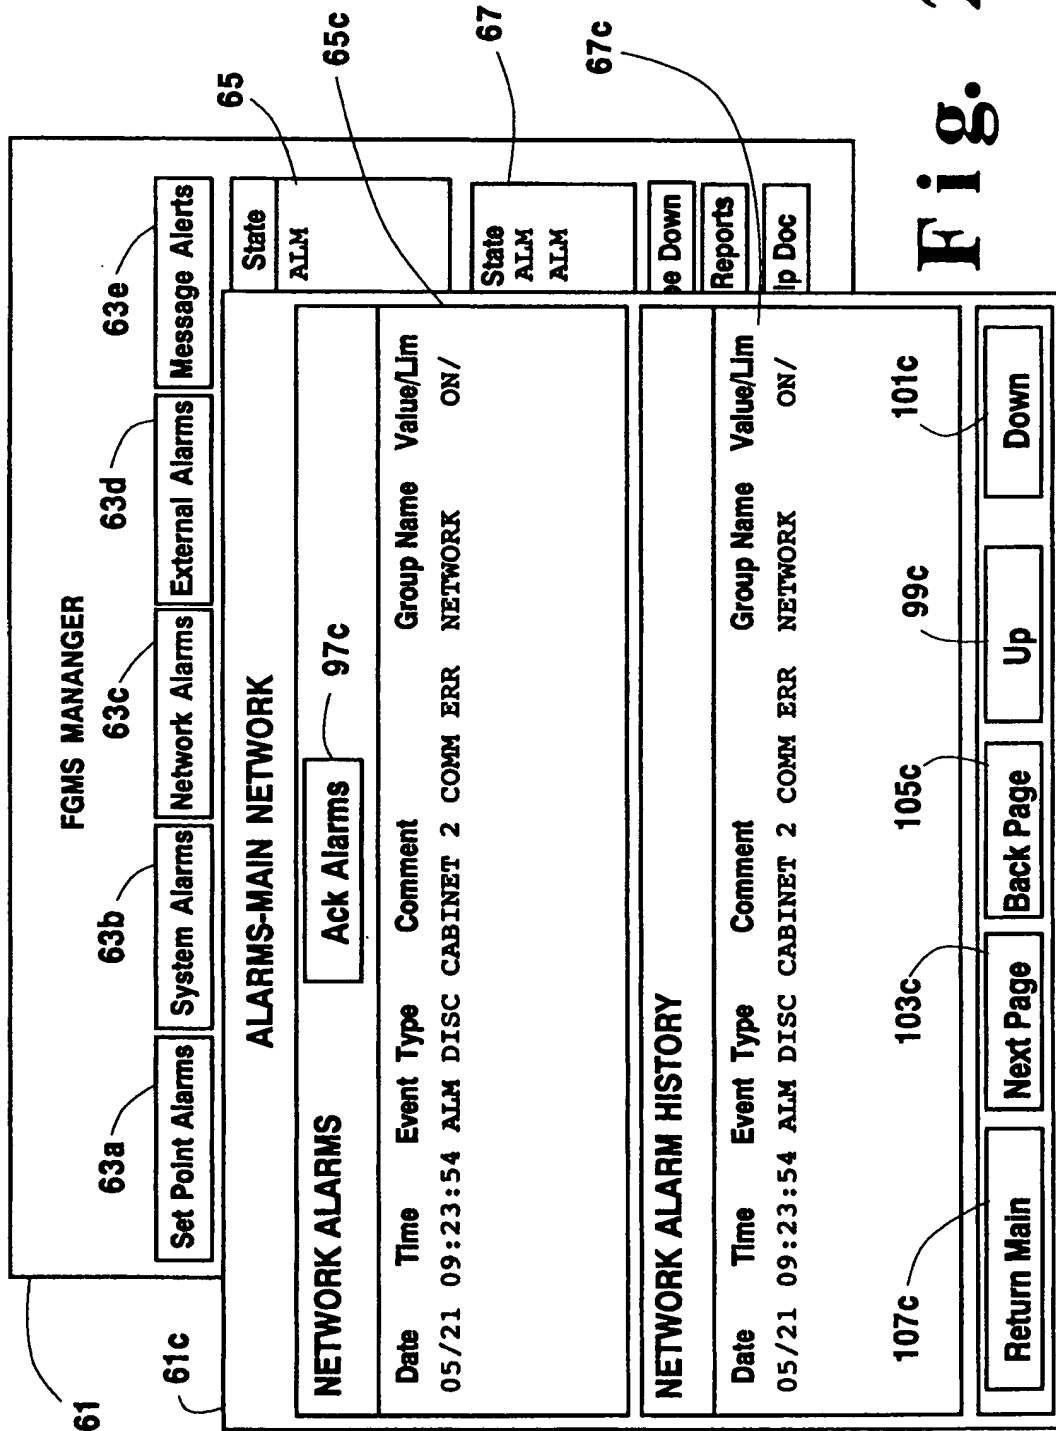 61
FGMS MANANGER
63a 63b 63c 63d 63e
Set Point Alarms System Alarms Network Alarms External Alarms Message Alerts
61c
65
State
ALM
65c
ALARMS-MAIN NETWORK
NETWORK ALARMS
Ack Alarms
97c
Date Time Event Type Comment Group Name Value/Lim
05/21 09:23:54 ALM DISC CABINET 2 COMM ERR NETWORK ON/
67
State
ALM
ALM
67c
NETWORK ALARM HISTORY
Date Time Event Type Comment Group Name Value/Lim
05/21 09:23:54 ALM DISC CABINET 2 COMM ERR NETWORK ON/
Down
Reports
lp Doc
107c 103c 105c 99c 101c
Return Main Next Page Back Page Up Down
Fig.